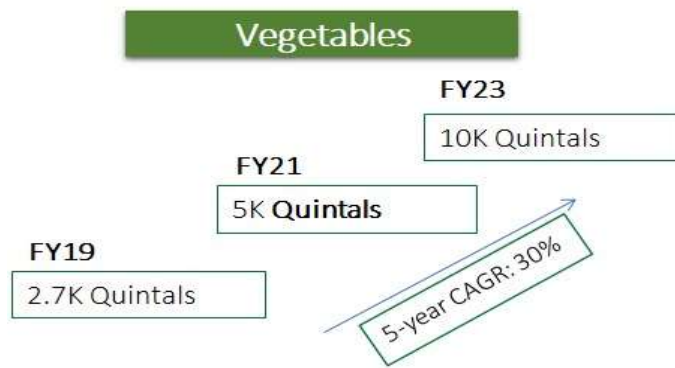 Vegetables
FY23
10K Quintals
FY21
5K Quintals
FY19
2.7K Quintals
5-year CAGR: 30%